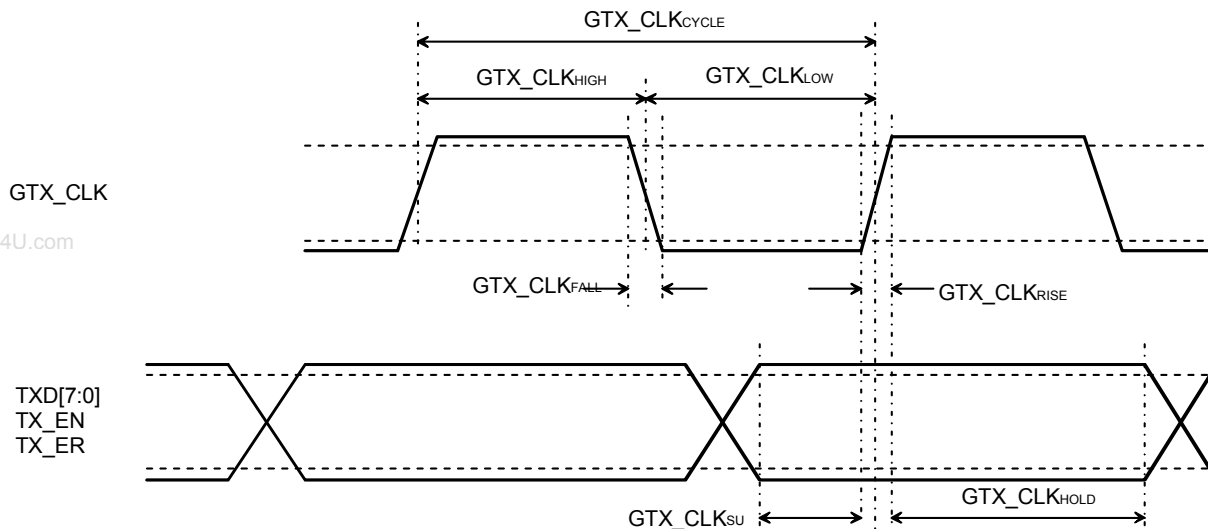 GTX_CLKCYCLE
GTX_CLKHIGH
GTX_CLKLOW
GTX_CLK
4U.com
GTX_CLKFALL
GTX_CLKRISE
TXD[7:0]
TX_EN
TX_ER
GTX_CLKHOLD
GTX_CLKSU